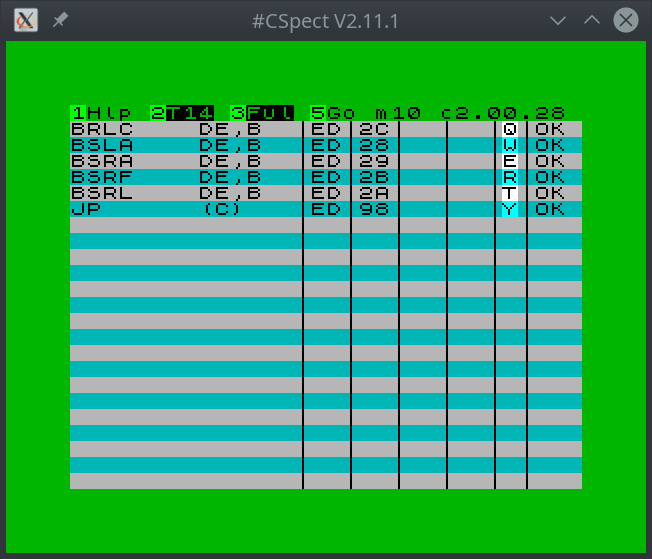 #CSpect V2.11.1
1Hlp 2T14 3Ful 5Go m10 c2.00.28
BRLC DE,B ED 2C Q OK
BSLA DE,B ED 28 W OK
BSRA DE,B ED 29 E OK
BSRF DE,B ED 2B R OK
BSRL DE,B ED 2A T OK
JP (C) ED 98 Y OK